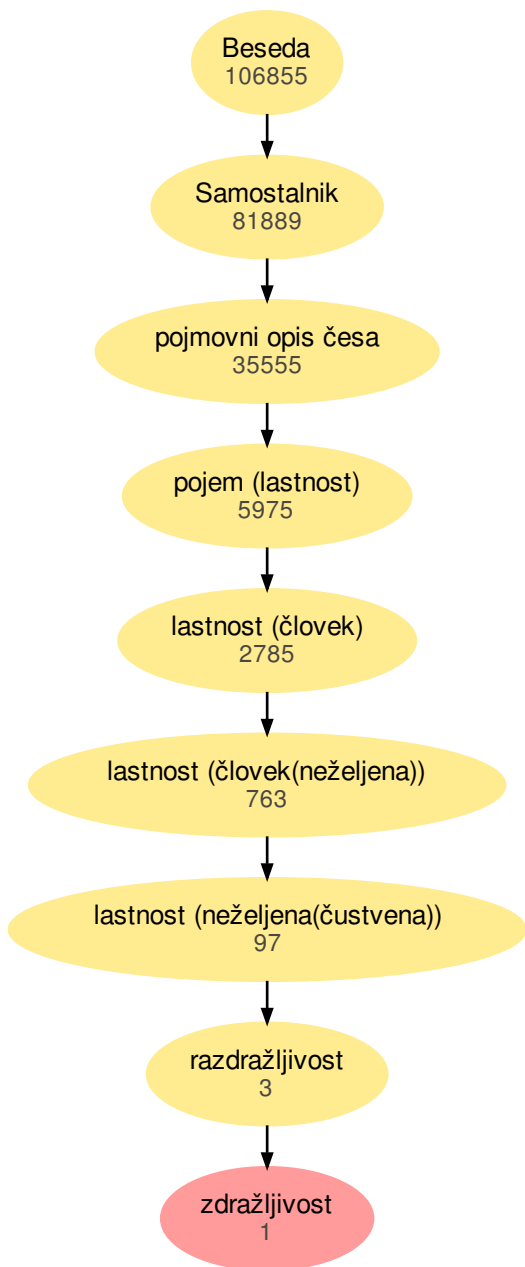 Beseda
106855
Samostalnik
81889
pojmovni opis česa
35555
pojem (lastnost)
5975
lastnost (človek)
2785
lastnost (človek(neželjena))
763
lastnost (neželjena(čustvena))
97
razdražljivost
3
zdražljivost
1